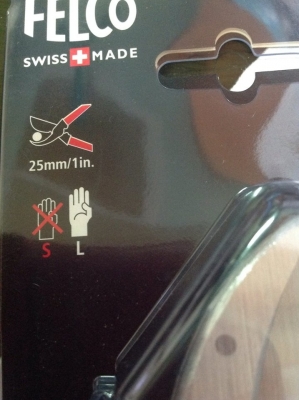 FELCO
SWISS MADE
25mm/1in.
S L